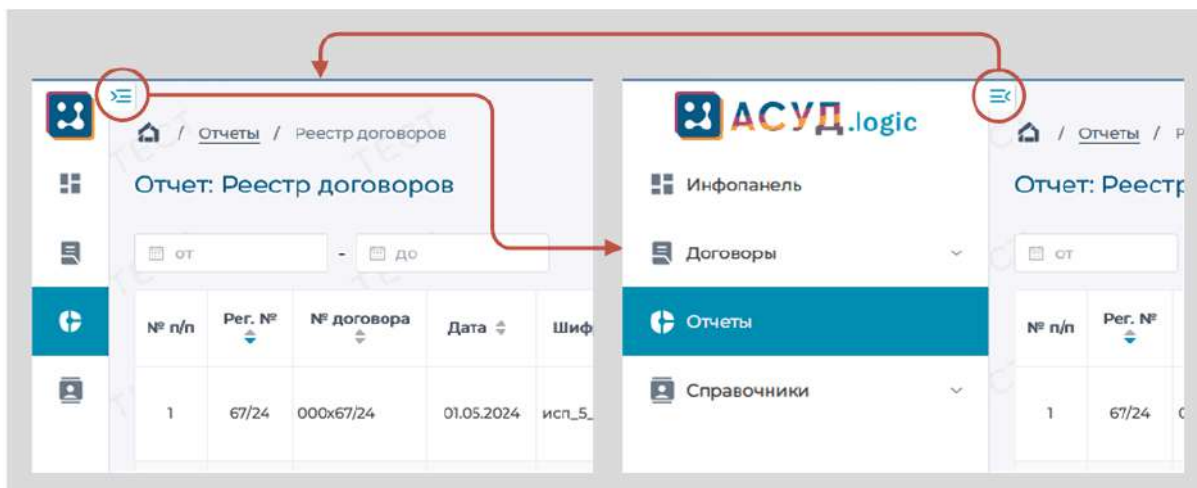 / Отчеты / Реестр договоров
Отчет: Реестр договоров
от - до
№ п/п Рег. № № договора Дата Шиф
1 67/24 000х67/24 01.05.2024 исп_5_
ТЕСТ
ТЕСТ
АСУД.logic
Инфопанель
Договоры
Отчеты
Справочники
/ Отчеты / Р
Отчет: Реестр
от
№ п/п Рег. №
1 67/24